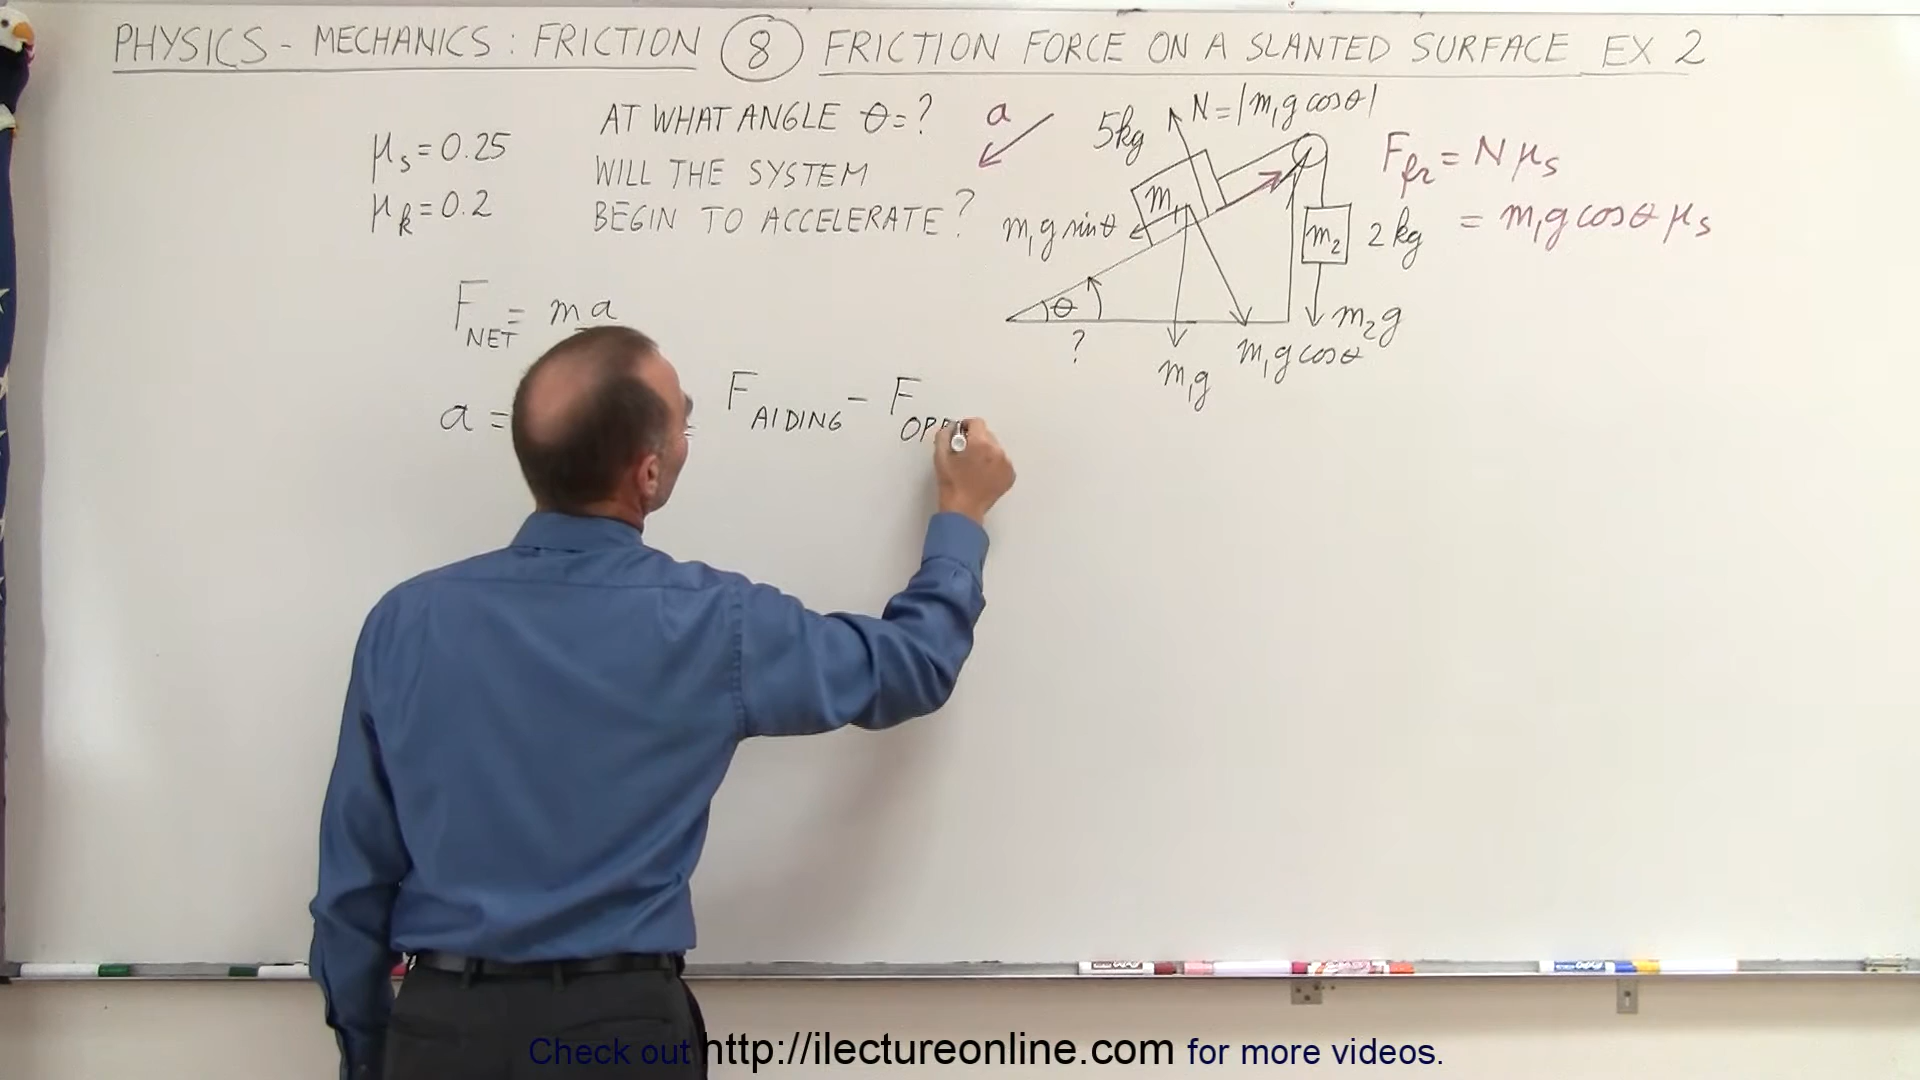 PHYSICS - MECHANICS : FRICTION 8 FRICTION FORCE ON A SLANTED SURFACE EX 2
μs = 0.25
μk = 0.2
AT WHAT ANGLE θ = ?
WILL THE SYSTEM
BEGIN TO ACCELERATE ?
a
5kg
N = |m₁g cosθ|
m₁
m₁g sinθ
m₂
2 kg
θ
?
m₂g
m₁g cosθ
m₁g
Ffr = N μs
= m₁g cosθ μs
FNET = ma
a =
= FAIDING - FOPP
Check out http://ilectureonline.com for more videos.